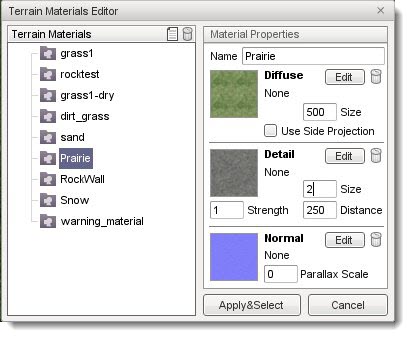 Terrain Materials Editor
Terrain Materials
grass1
rocktest
grass1-dry
dirt_grass
sand
Prairie
RockWall
Snow
warning_material
Material Properties
Name Prairie
Diffuse Edit
None
500 Size
Use Side Projection
Detail Edit
None
2 Size
1 Strength 250 Distance
Normal Edit
None
0 Parallax Scale
Apply&Select Cancel